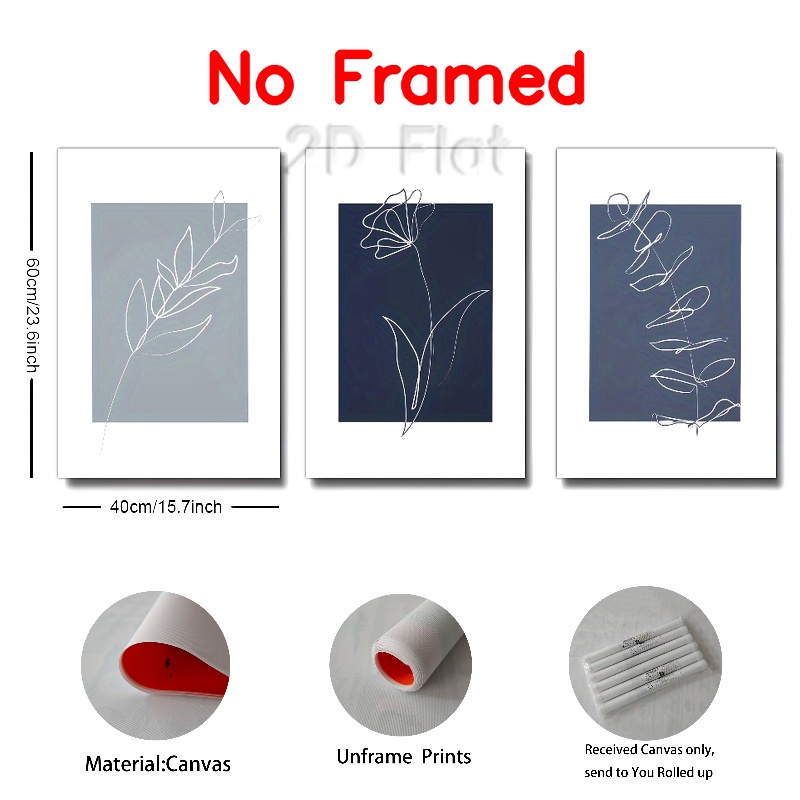 No Framed
2D Flat
60cm/23.6inch
40cm/15.7inch
Material:Canvas
Unframe Prints
Received Canvas only,
send to You Rolled up